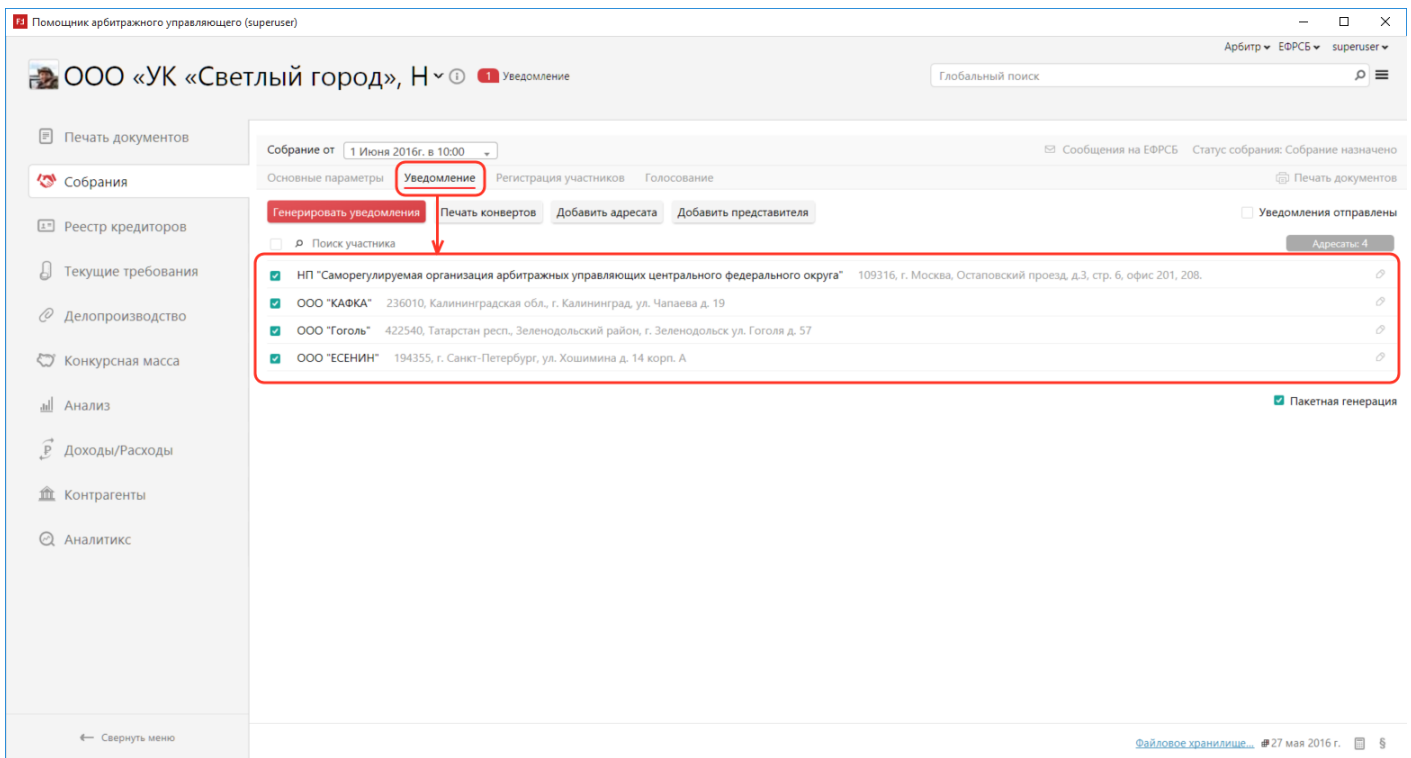 FJ Помощник арбитражного управляющего (superuser)
Арбитр ЕФРСБ superuser
ООО «УК «Светлый город», Н 1 Уведомление
Глобальный поиск
Печать документов
Собрания
Реестр кредиторов
Текущие требования
Делопроизводство
Конкурсная масса
Анализ
Доходы/Расходы
Контрагенты
Аналитикс
Свернуть меню
Собрание от 1 Июня 2016г. в 10:00
Сообщения на ЕФРСБ Статус собрания: Собрание назначено
Основные параметры Уведомление Регистрация участников Голосование
Печать документов
Генерировать уведомления Печать конвертов Добавить адресата Добавить представителя
Уведомления отправлены
Поиск участника
Адресаты: 4
НП "Саморегулируемая организация арбитражных управляющих центрального федерального округа" 109316, г. Москва, Остаповский проезд, д.3, стр. 6, офис 201, 208.
ООО "КАФКА" 236010, Калининградская обл., г. Калининград, ул. Чапаева д. 19
ООО "Гоголь" 422540, Татарстан респ., Зеленодольский район, г. Зеленодольск ул. Гоголя д. 57
ООО "ЕСЕНИН" 194355, г. Санкт-Петербург, ул. Хошимина д. 14 корп. А
Пакетная генерация
Файловое хранилище... # 27 мая 2016 г. §